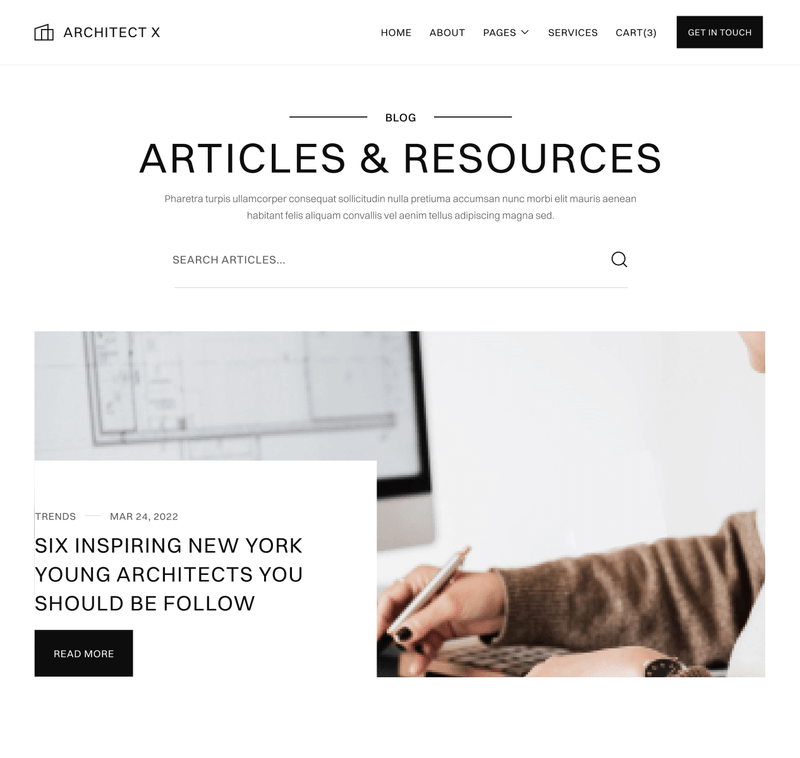 ARCHITECT X
HOME ABOUT PAGES SERVICES CART(3) GET IN TOUCH
BLOG
ARTICLES & RESOURCES
Pharetra turpis ullamcorper consequat sollicitudin nulla pretiuma accumsan nunc morbi elit mauris aenean
habitant felis aliquam convallis vel aenim tellus adipiscing magna sed.
SEARCH ARTICLES...
TRENDS MAR 24, 2022
SIX INSPIRING NEW YORK
YOUNG ARCHITECTS YOU
SHOULD BE FOLLOW
READ MORE